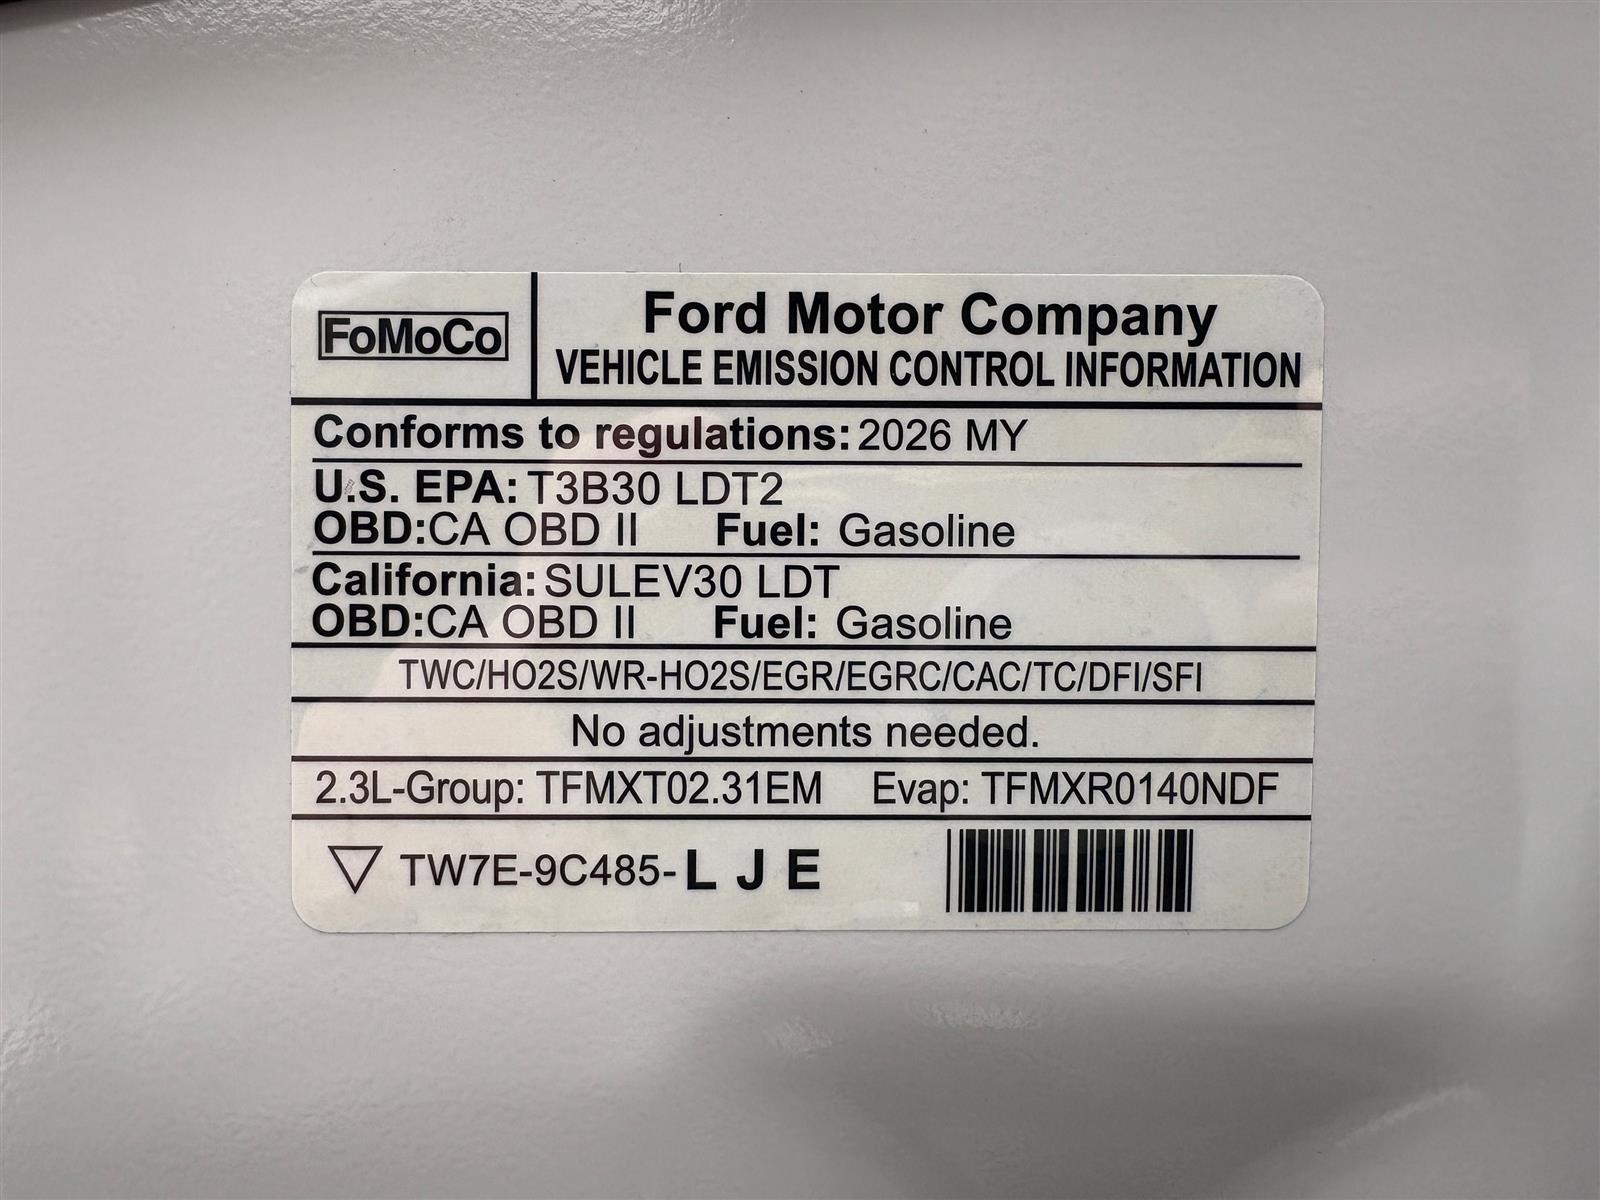 FoMoCo
Ford Motor Company
VEHICLE EMISSION CONTROL INFORMATION
Conforms to regulations: 2026 MY
U.S. EPA: T3B30 LDT2
OBD: CA OBD II Fuel: Gasoline
California: SULEV30 LDT
OBD: CA OBD II Fuel: Gasoline
TWC/HO2S/WR-HO2S/EGR/EGRC/CAC/TC/DFI/SFI
No adjustments needed.
2.3L-Group: TFMXT02.31EM Evap: TFMXR0140NDF
TW7E-9C485-L J E